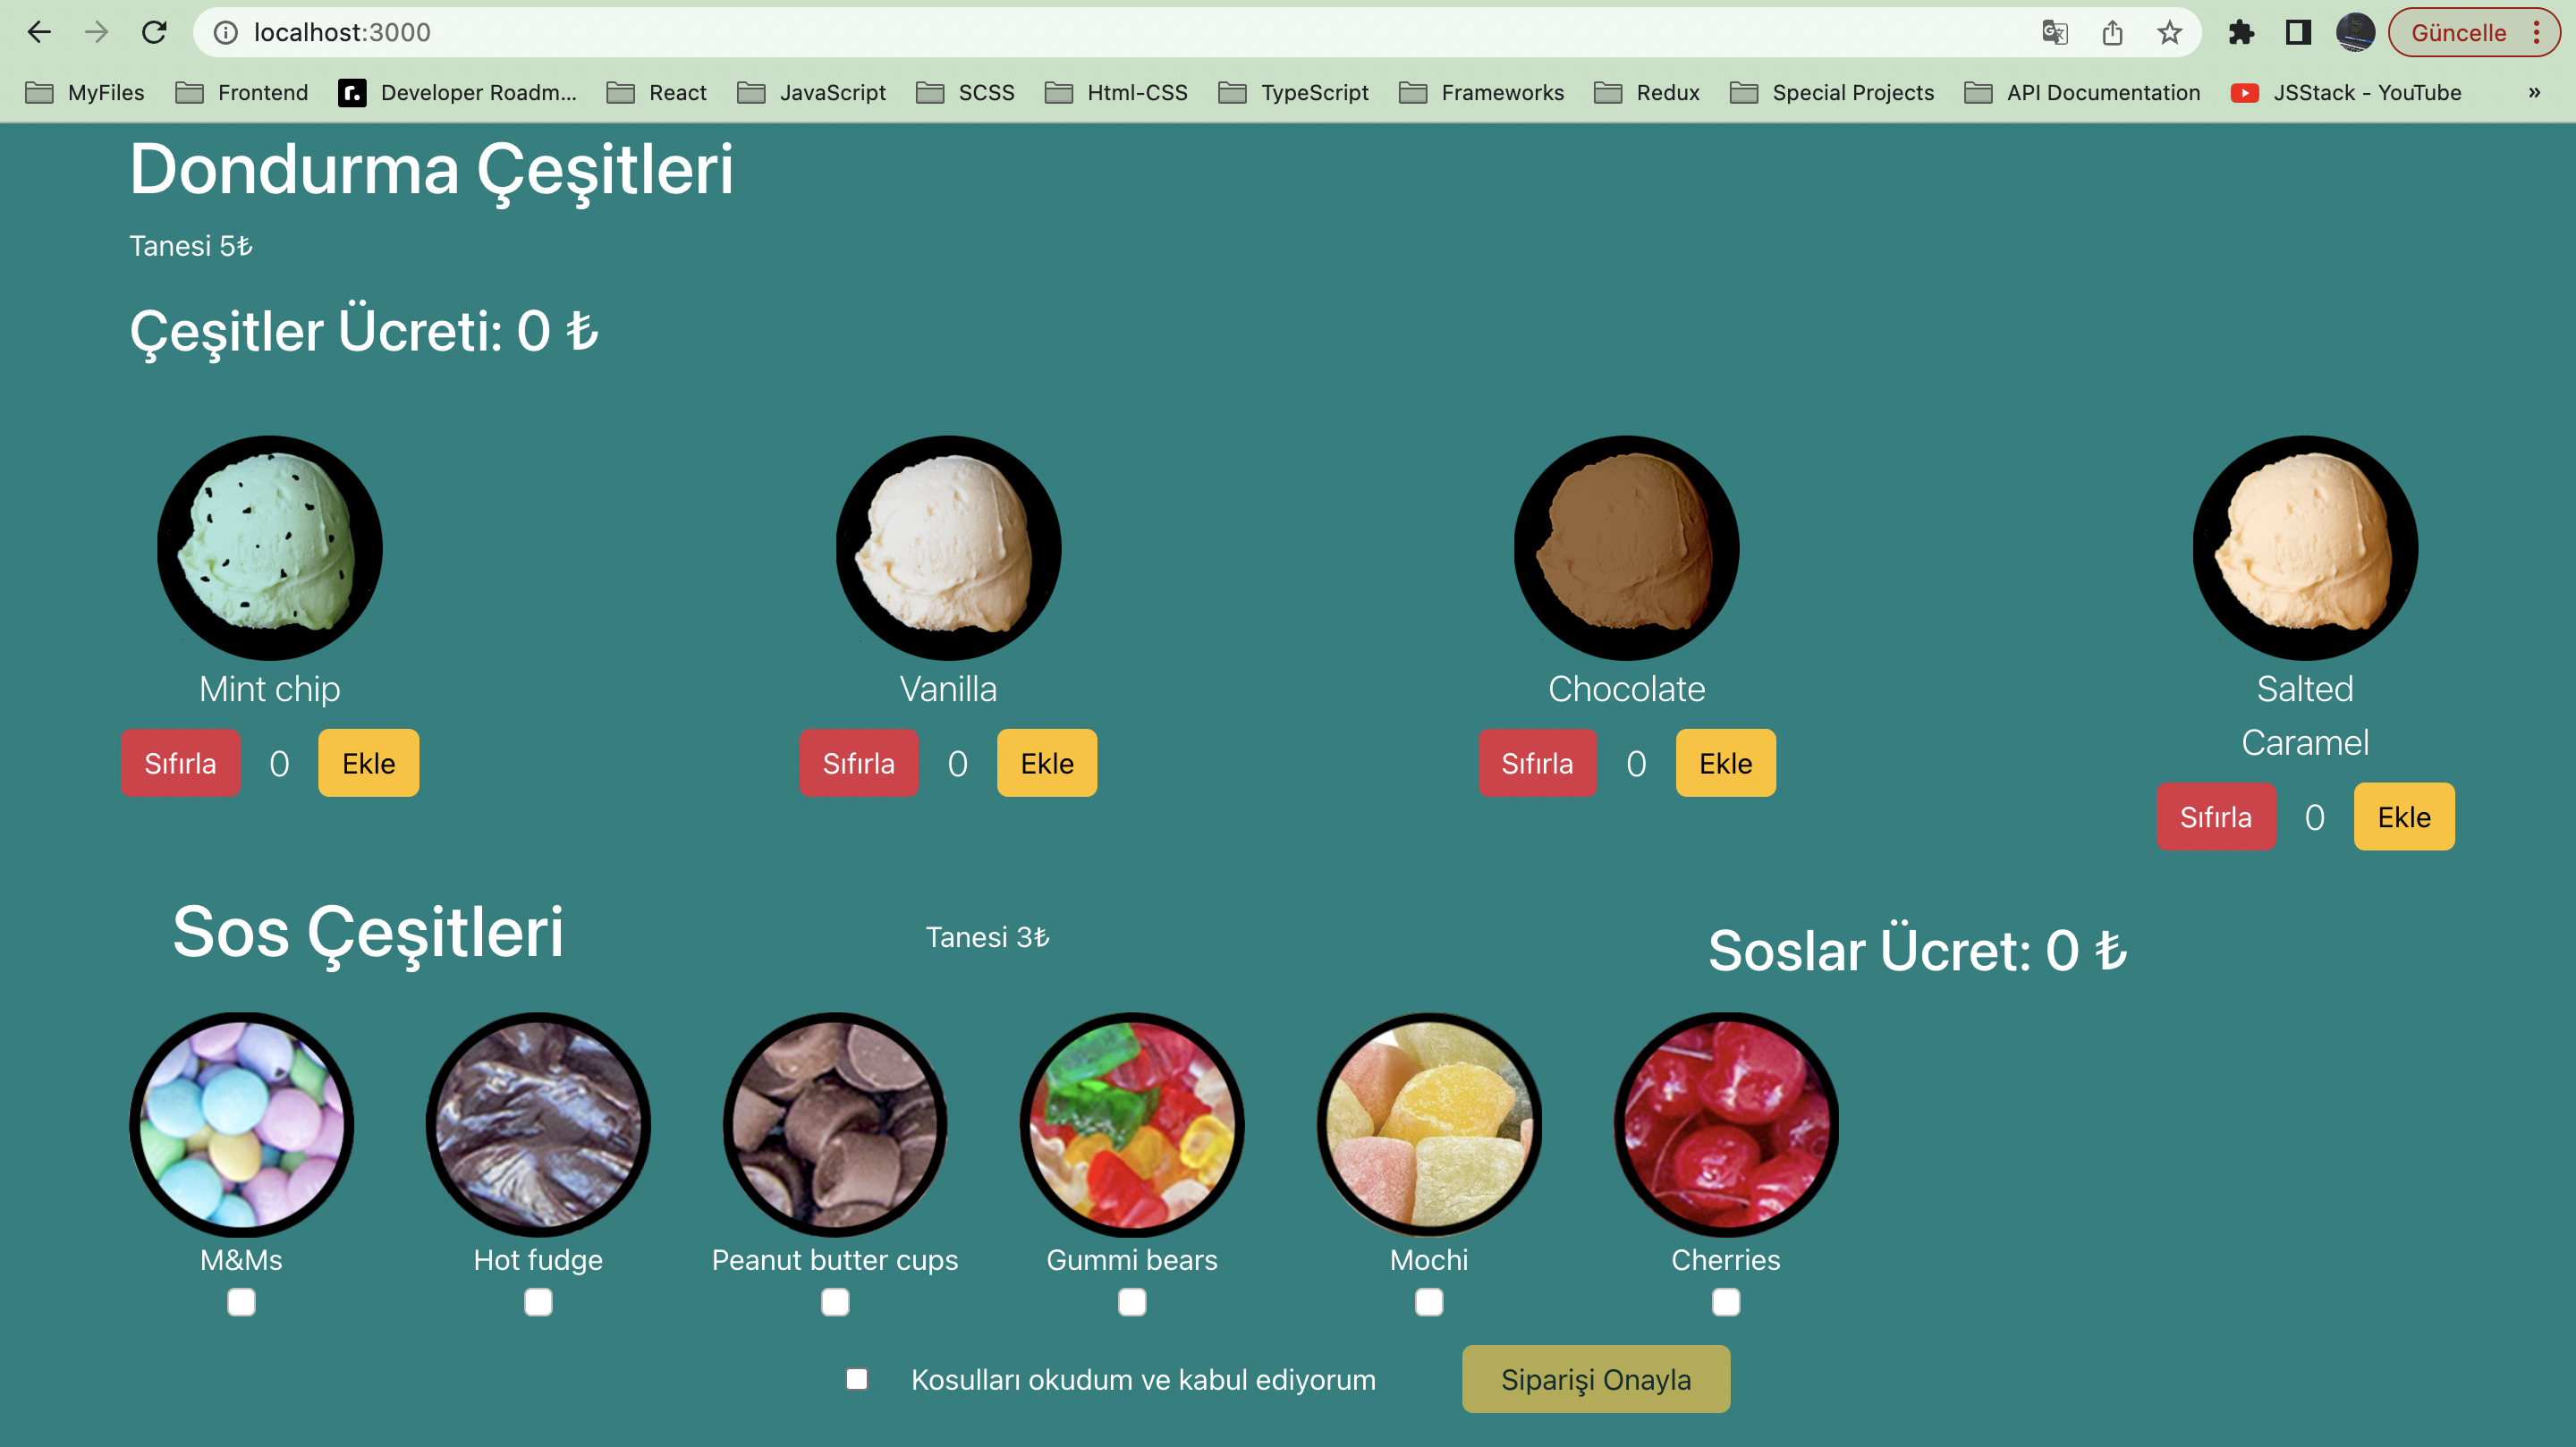 localhost:3000
Güncelle
MyFiles Frontend r. Developer Roadm... React JavaScript SCSS Html-CSS TypeScript Frameworks Redux Special Projects API Documentation JSStack - YouTube »
Dondurma Çeşitleri
Tanesi 5₺
Çeşitler Ücreti: 0 ₺
Mint chip
Sıfırla 0 Ekle
Vanilla
Sıfırla 0 Ekle
Chocolate
Sıfırla 0 Ekle
Salted
Caramel
Sıfırla 0 Ekle
Sos Çeşitleri
Tanesi 3₺
Soslar Ücret: 0 ₺
M&Ms
Hot fudge
Peanut butter cups
Gummi bears
Mochi
Cherries
Kosulları okudum ve kabul ediyorum
Siparişi Onayla